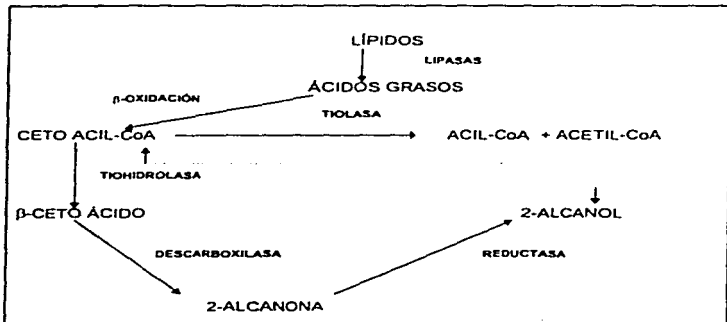 LÍPIDOS
LIPASAS
ÁCIDOS GRASOS
β-OXIDACIÓN
TIOLASA
CETO ACIL-CoA
ACIL-CoA + ACETIL-CoA
TIOHIDROLASA
β-CETO ÁCIDO
2-ALCANOL
DESCARBOXILASA
REDUCTASA
2-ALCANONA